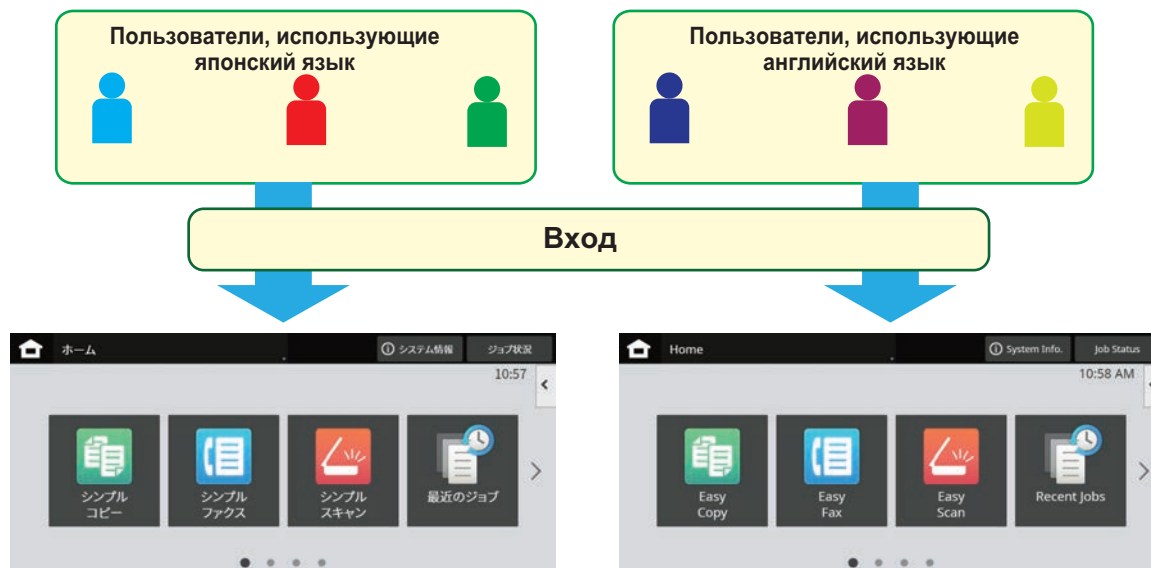 Пользователи, использующие
японский язык
Пользователи, использующие
английский язык
Вход
ホーム
システム情報
ジョブ状況
10:57
シンプル
コピー
シンプル
ファクス
シンプル
スキャン
最近のジョブ
Home
System Info.
Job Status
10:58 AM
Easy
Copy
Easy
Fax
Easy
Scan
Recent Jobs